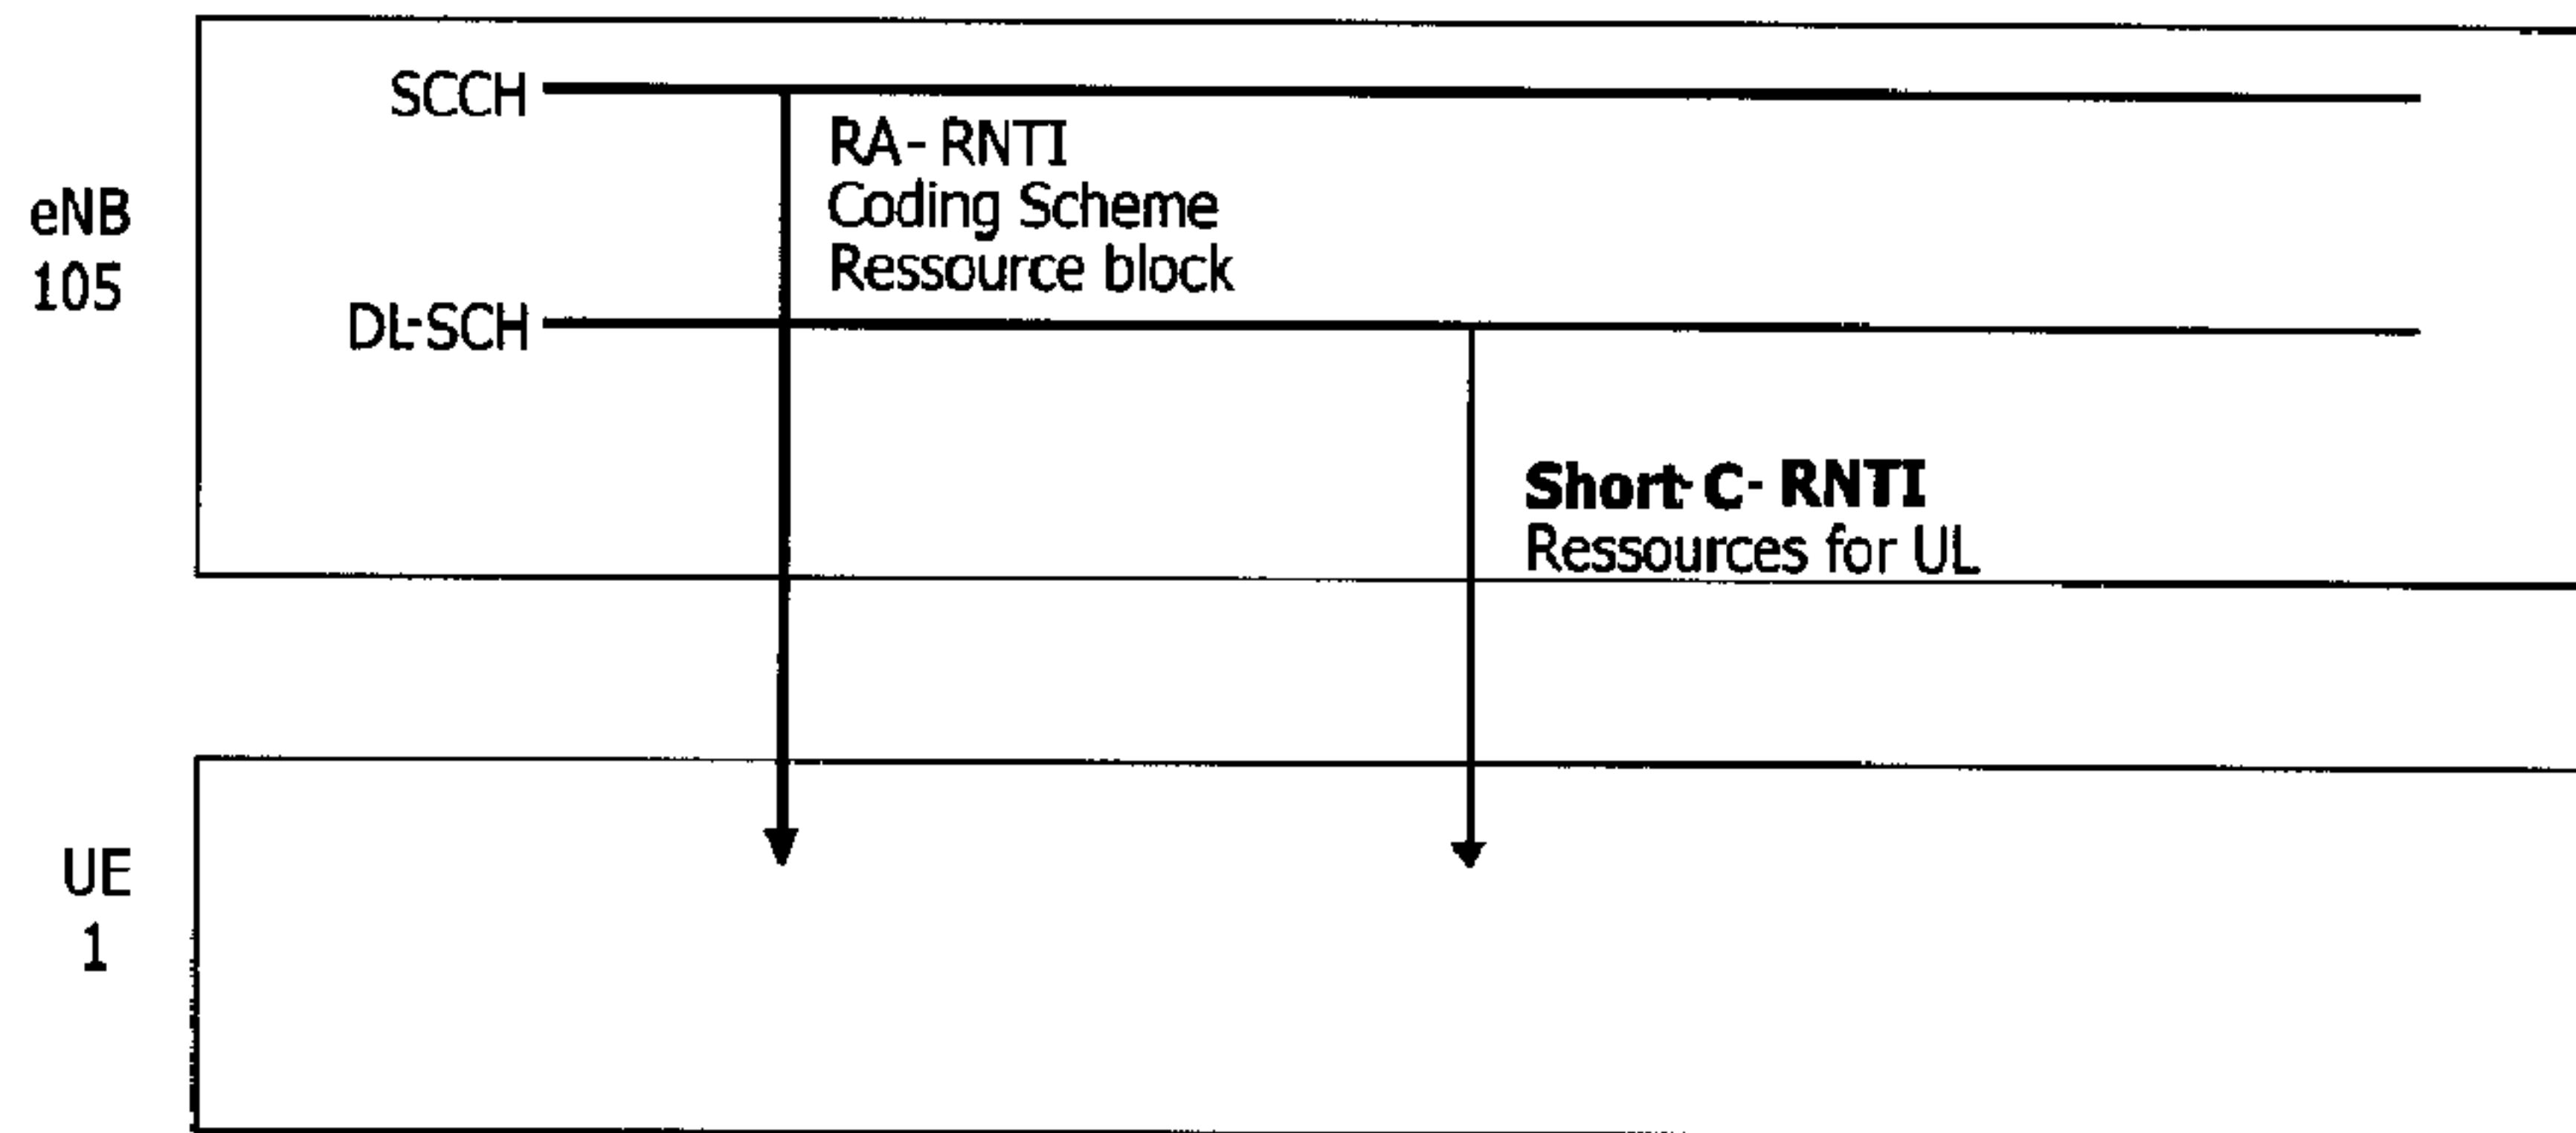 SCCH
RA- RNTI
Coding Scheme
Ressource block
eNB
105
DL-SCH
Short C- RNTI
Ressources for UL
UE
1